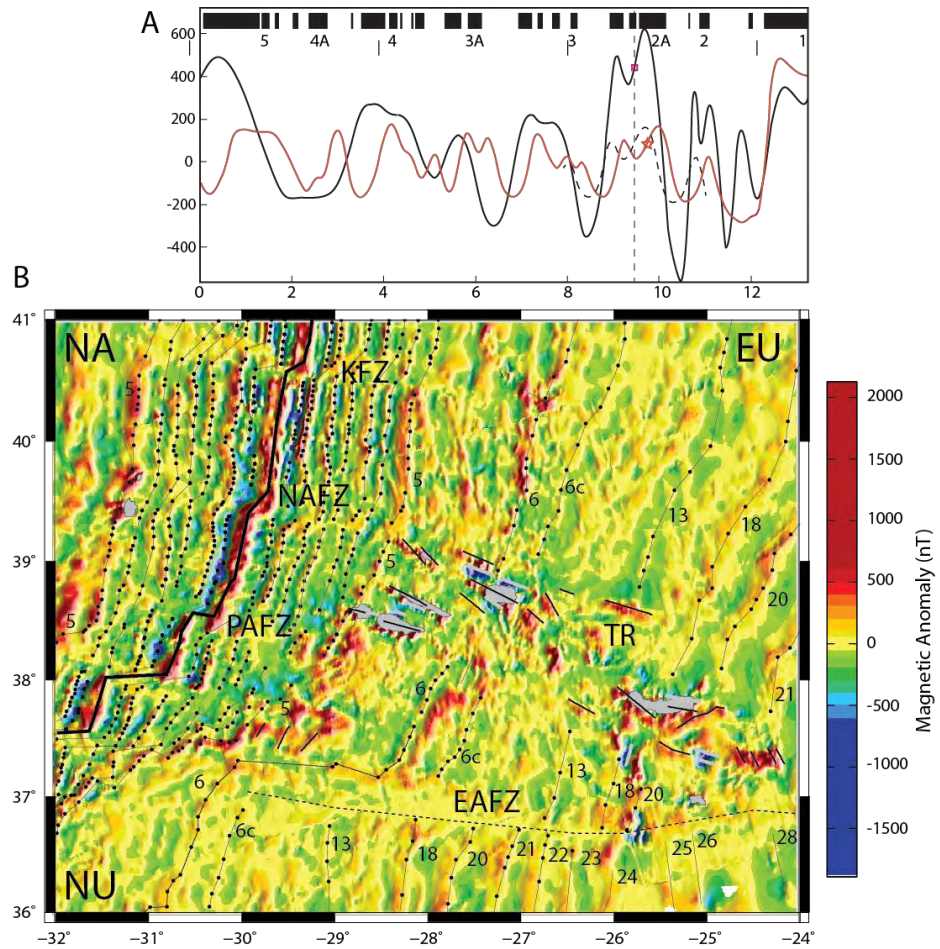 A
600
400
200
0
-200
-400
5 4A 4 3A 3 2A 2 1
0 2 4 6 8 10 12
B
41°
40°
39°
38°
37°
36°
NA
EU
KFZ
5
5
NAFZ
6
6c
13
18
5
20
5
PAFZ
TR
6
21
5
6c
13
6
EAFZ
18
20
6c
13
18
20
21
22
23
24
25
26
28
NU
−32 −31 −30 −29 −28 −27 −26 −25 −24
2000
1500
1000
500
0
-500
-1000
-1500
Magnetic Anomaly (nT)